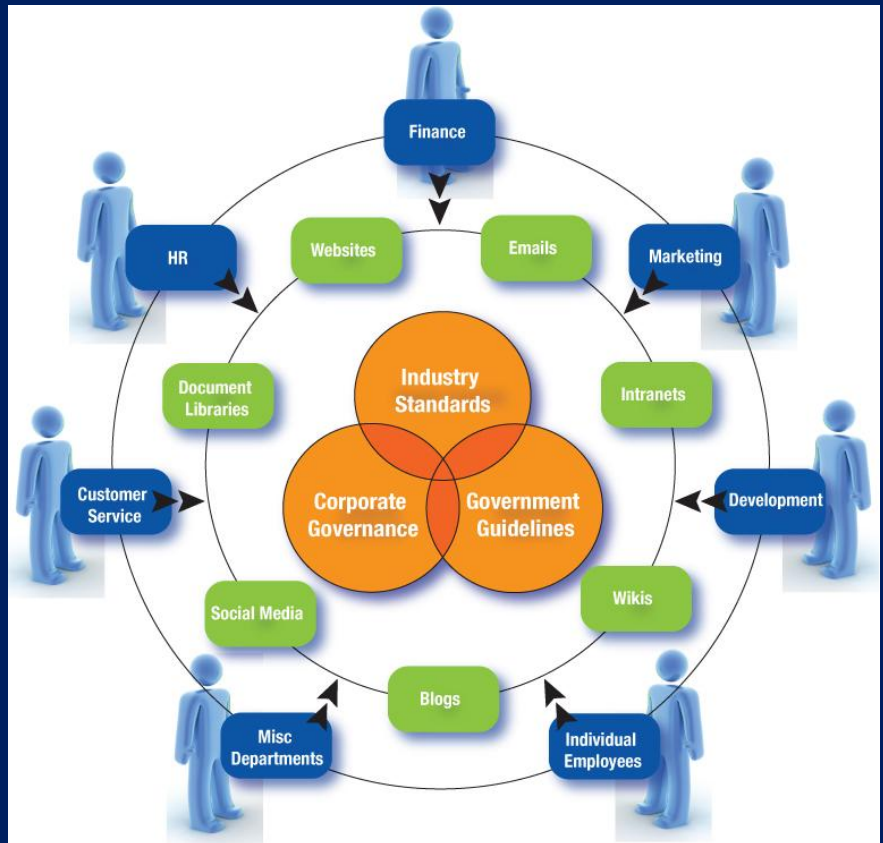 Finance
Websites
Emails
HR
Marketing
Document
Libraries
Industry
Standards
Intranets
Customer
Service
Corporate
Governance
Government
Guidelines
Development
Social Media
Wikis
Blogs
Misc
Departments
Individual
Employees